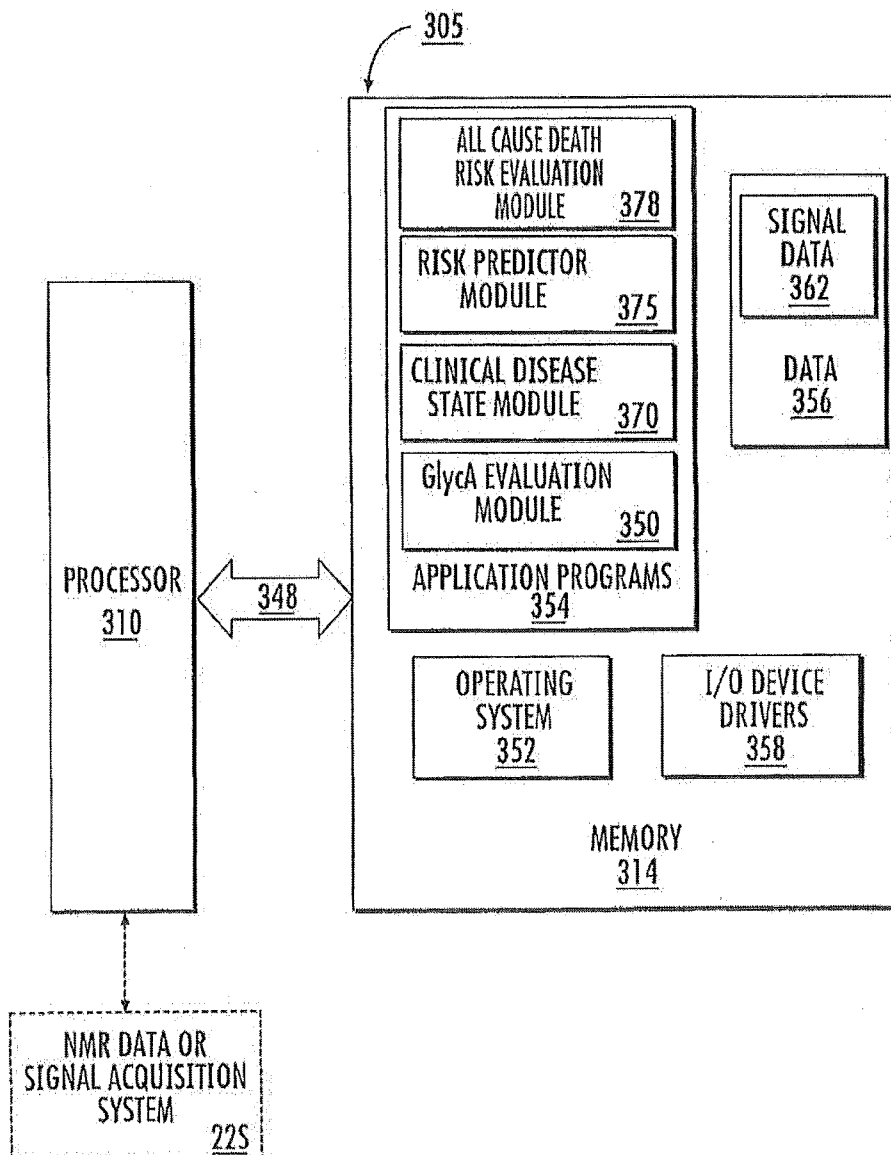 305
ALL CAUSE DEATH
RISK EVALUATION
MODULE
378
RISK PREDICTOR
MODULE
375
CLINICAL DISEASE
STATE MODULE
370
GlycA EVALUATION
MODULE
350
APPLICATION PROGRAMS
354
SIGNAL
DATA
362
DATA
356
PROCESSOR
310
348
OPERATING
SYSTEM
352
I/O DEVICE
DRIVERS
358
MEMORY
314
NMR DATA OR
SIGNAL ACQUISITION
SYSTEM
22S